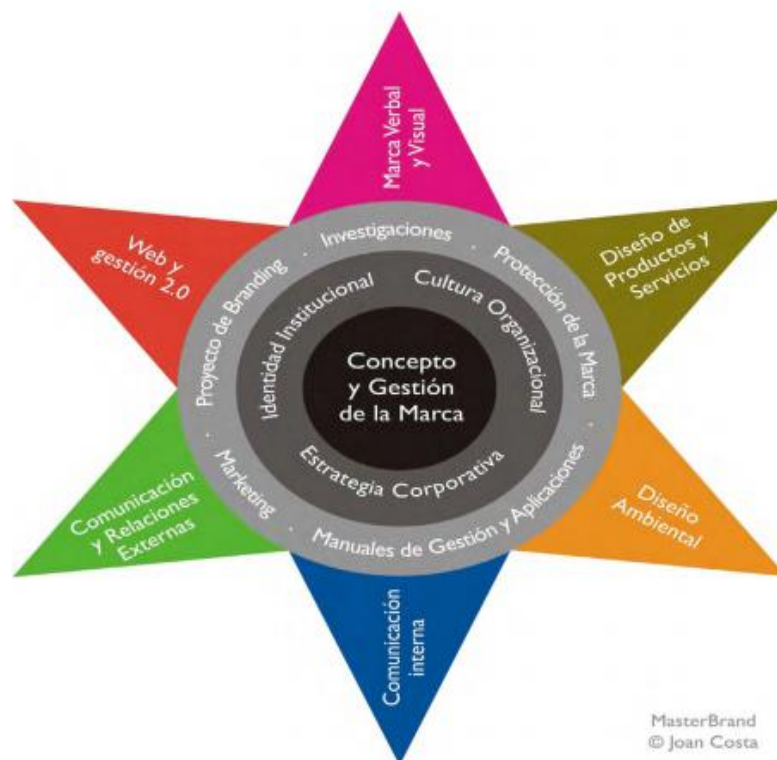 Marca Verbal
y Visual
Diseño de
Productos y
Servicios
Diseño
Ambiental
Comunicación
interna
Comunicación
y Relaciones
Externas
Web y
gestión 2.0
Proyecto de Branding · Investigaciones · Protección de la Marca ·
Manuales de Gestión y Aplicaciones · Marketing ·
Identidad Institucional
Cultura Organizacional
Estrategia Corporativa
Concepto
y Gestión
de la Marca
MasterBrand
© Joan Costa